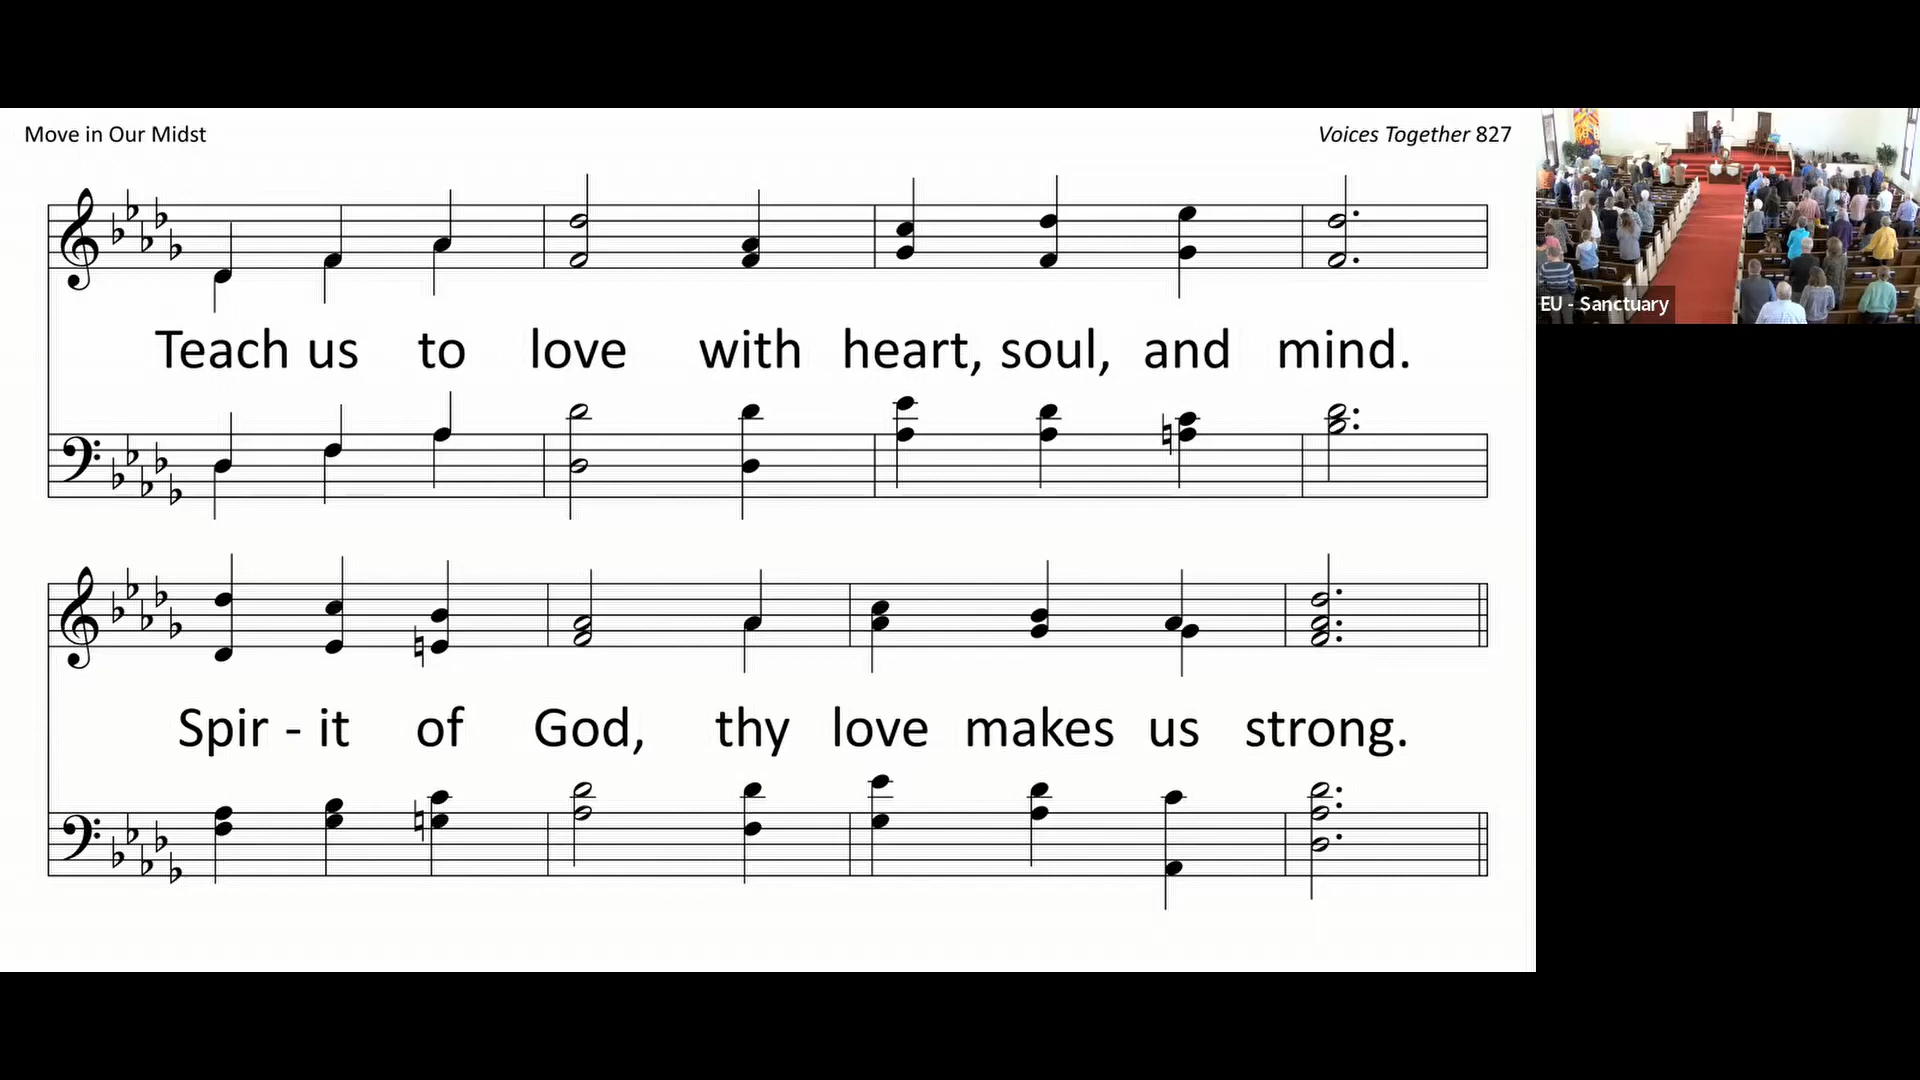 Move in Our Midst
Voices Together 827
Teach us to love with heart, soul, and mind.
Spir - it of God, thy love makes us strong.
EU - Sanctuary